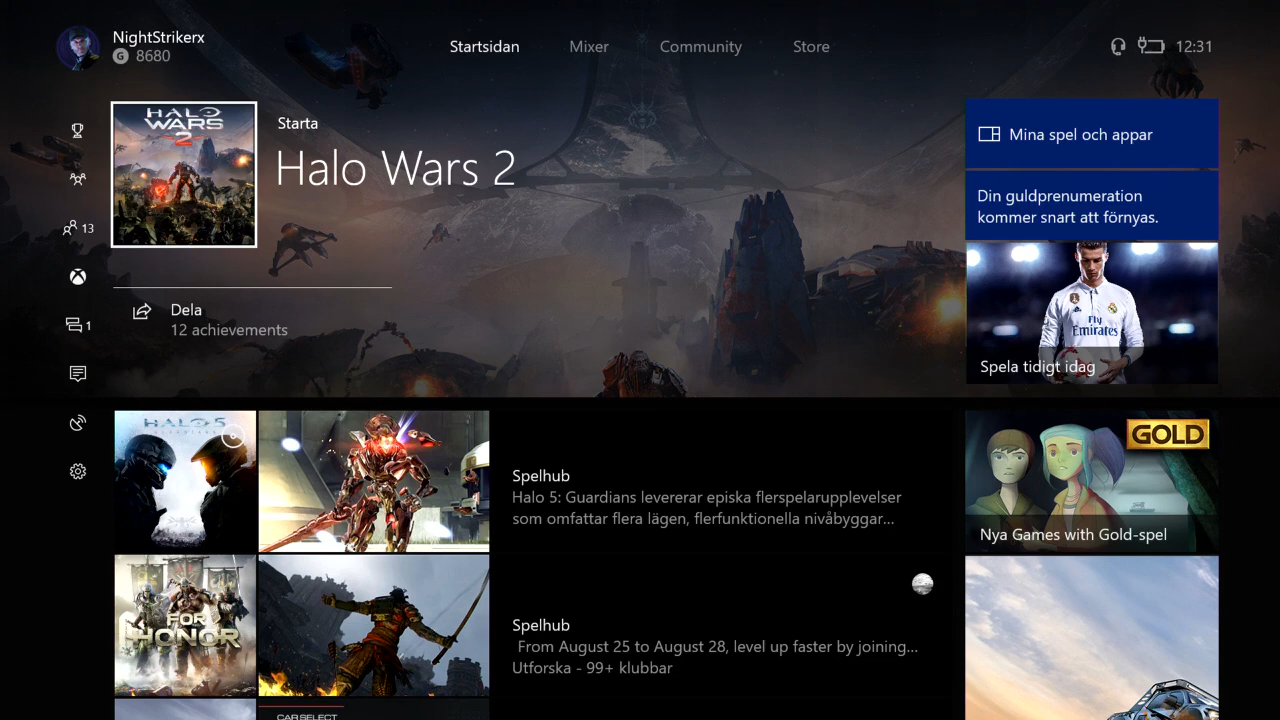 NightStrikerx
G 8680
Startsidan
Mixer
Community
Store
12:31
HALO WARS 2
Starta
Halo Wars 2
Mina spel och appar
Din guldprenumeration
kommer snart att förnyas.
13
Fly
Emirates
Dela
12 achievements
1
Spela tidigt idag
HALO 5
GUARDIANS
Spelhub
Halo 5: Guardians levererar episka flerspelarupplevelser
som omfattar flera lägen, flerfunktionella nivåbyggar...
GOLD
Nya Games with Gold-spel
FOR
HONOR
Spelhub
From August 25 to August 28, level up faster by joining...
Utforska - 99+ klubbar
CAR SELECT